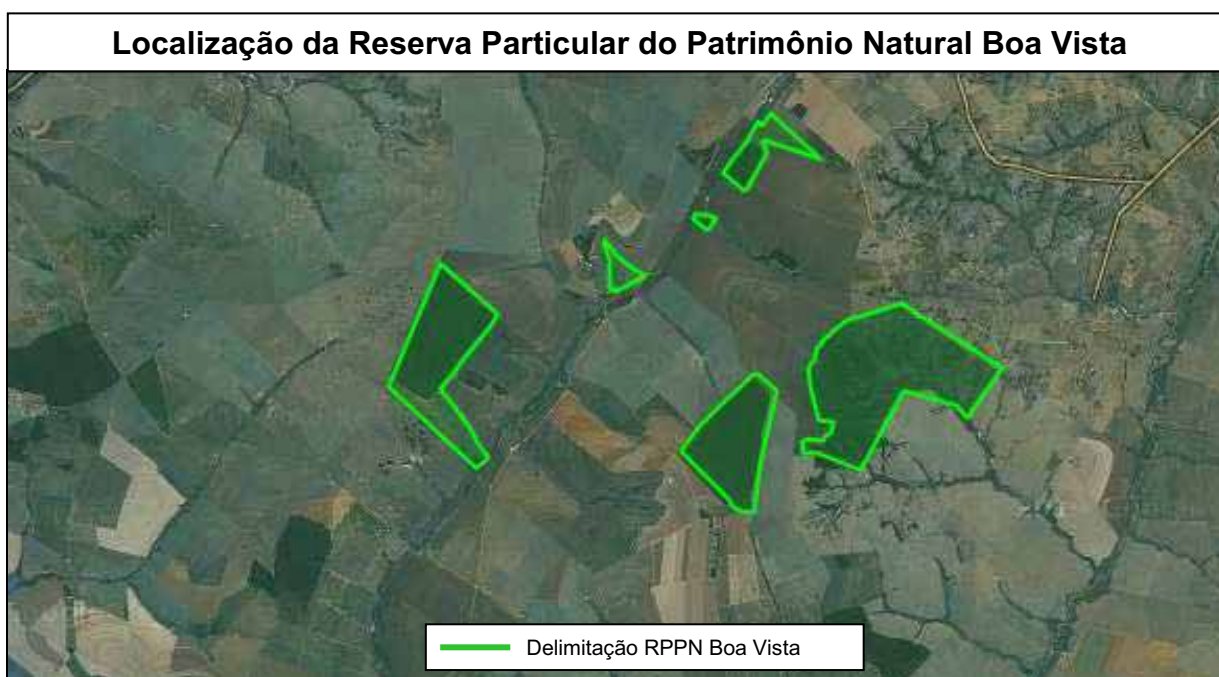 Localização da Reserva Particular do Patrimônio Natural Boa Vista
Delimitação RPPN Boa Vista